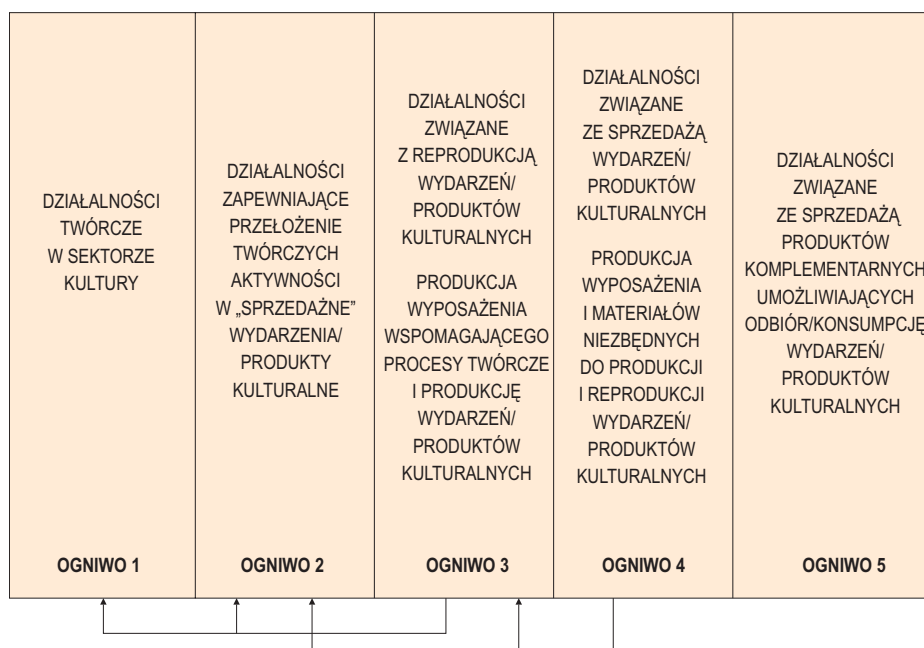 DZIAŁALNOŚCI
TWÓRCZE
W SEKTORZE
KULTURY
OGNIWO 1
DZIAŁALNOŚCI
ZAPEWNIAJĄCE
PRZEŁOŻENIE
TWÓRCZYCH
AKTYWNOŚCI
W „SPRZEDAŻNE”
WYDARZENIA/
PRODUKTY
KULTURALNE
OGNIWO 2
DZIAŁALNOŚCI
ZWIĄZANE
Z REPRODUKCJĄ
WYDARZEŃ/
PRODUKTÓW
KULTURALNYCH
PRODUKCJA
WYPOSAŻENIA
WSPOMAGAJĄCEGO
PROCESY TWÓRCZE
I PRODUKCJĘ
WYDARZEŃ/
PRODUKTÓW
KULTURALNYCH
OGNIWO 3
DZIAŁALNOŚCI
ZWIĄZANE
ZE SPRZEDAŻĄ
WYDARZEŃ/
PRODUKTÓW
KULTURALNYCH
PRODUKCJA
WYPOSAŻENIA
I MATERIAŁÓW
NIEZBĘDNYCH
DO PRODUKCJI
I REPRODUKCJI
WYDARZEŃ/
PRODUKTÓW
KULTURALNYCH
OGNIWO 4
DZIAŁALNOŚCI
ZWIĄZANE
ZE SPRZEDAŻĄ
PRODUKTÓW
KOMPLEMENTARNYCH
UMOŻLIWIAJĄCYCH
ODBIÓR/KONSUMPCJĘ
WYDARZEŃ/
PRODUKTÓW
KULTURALNYCH
OGNIWO 5